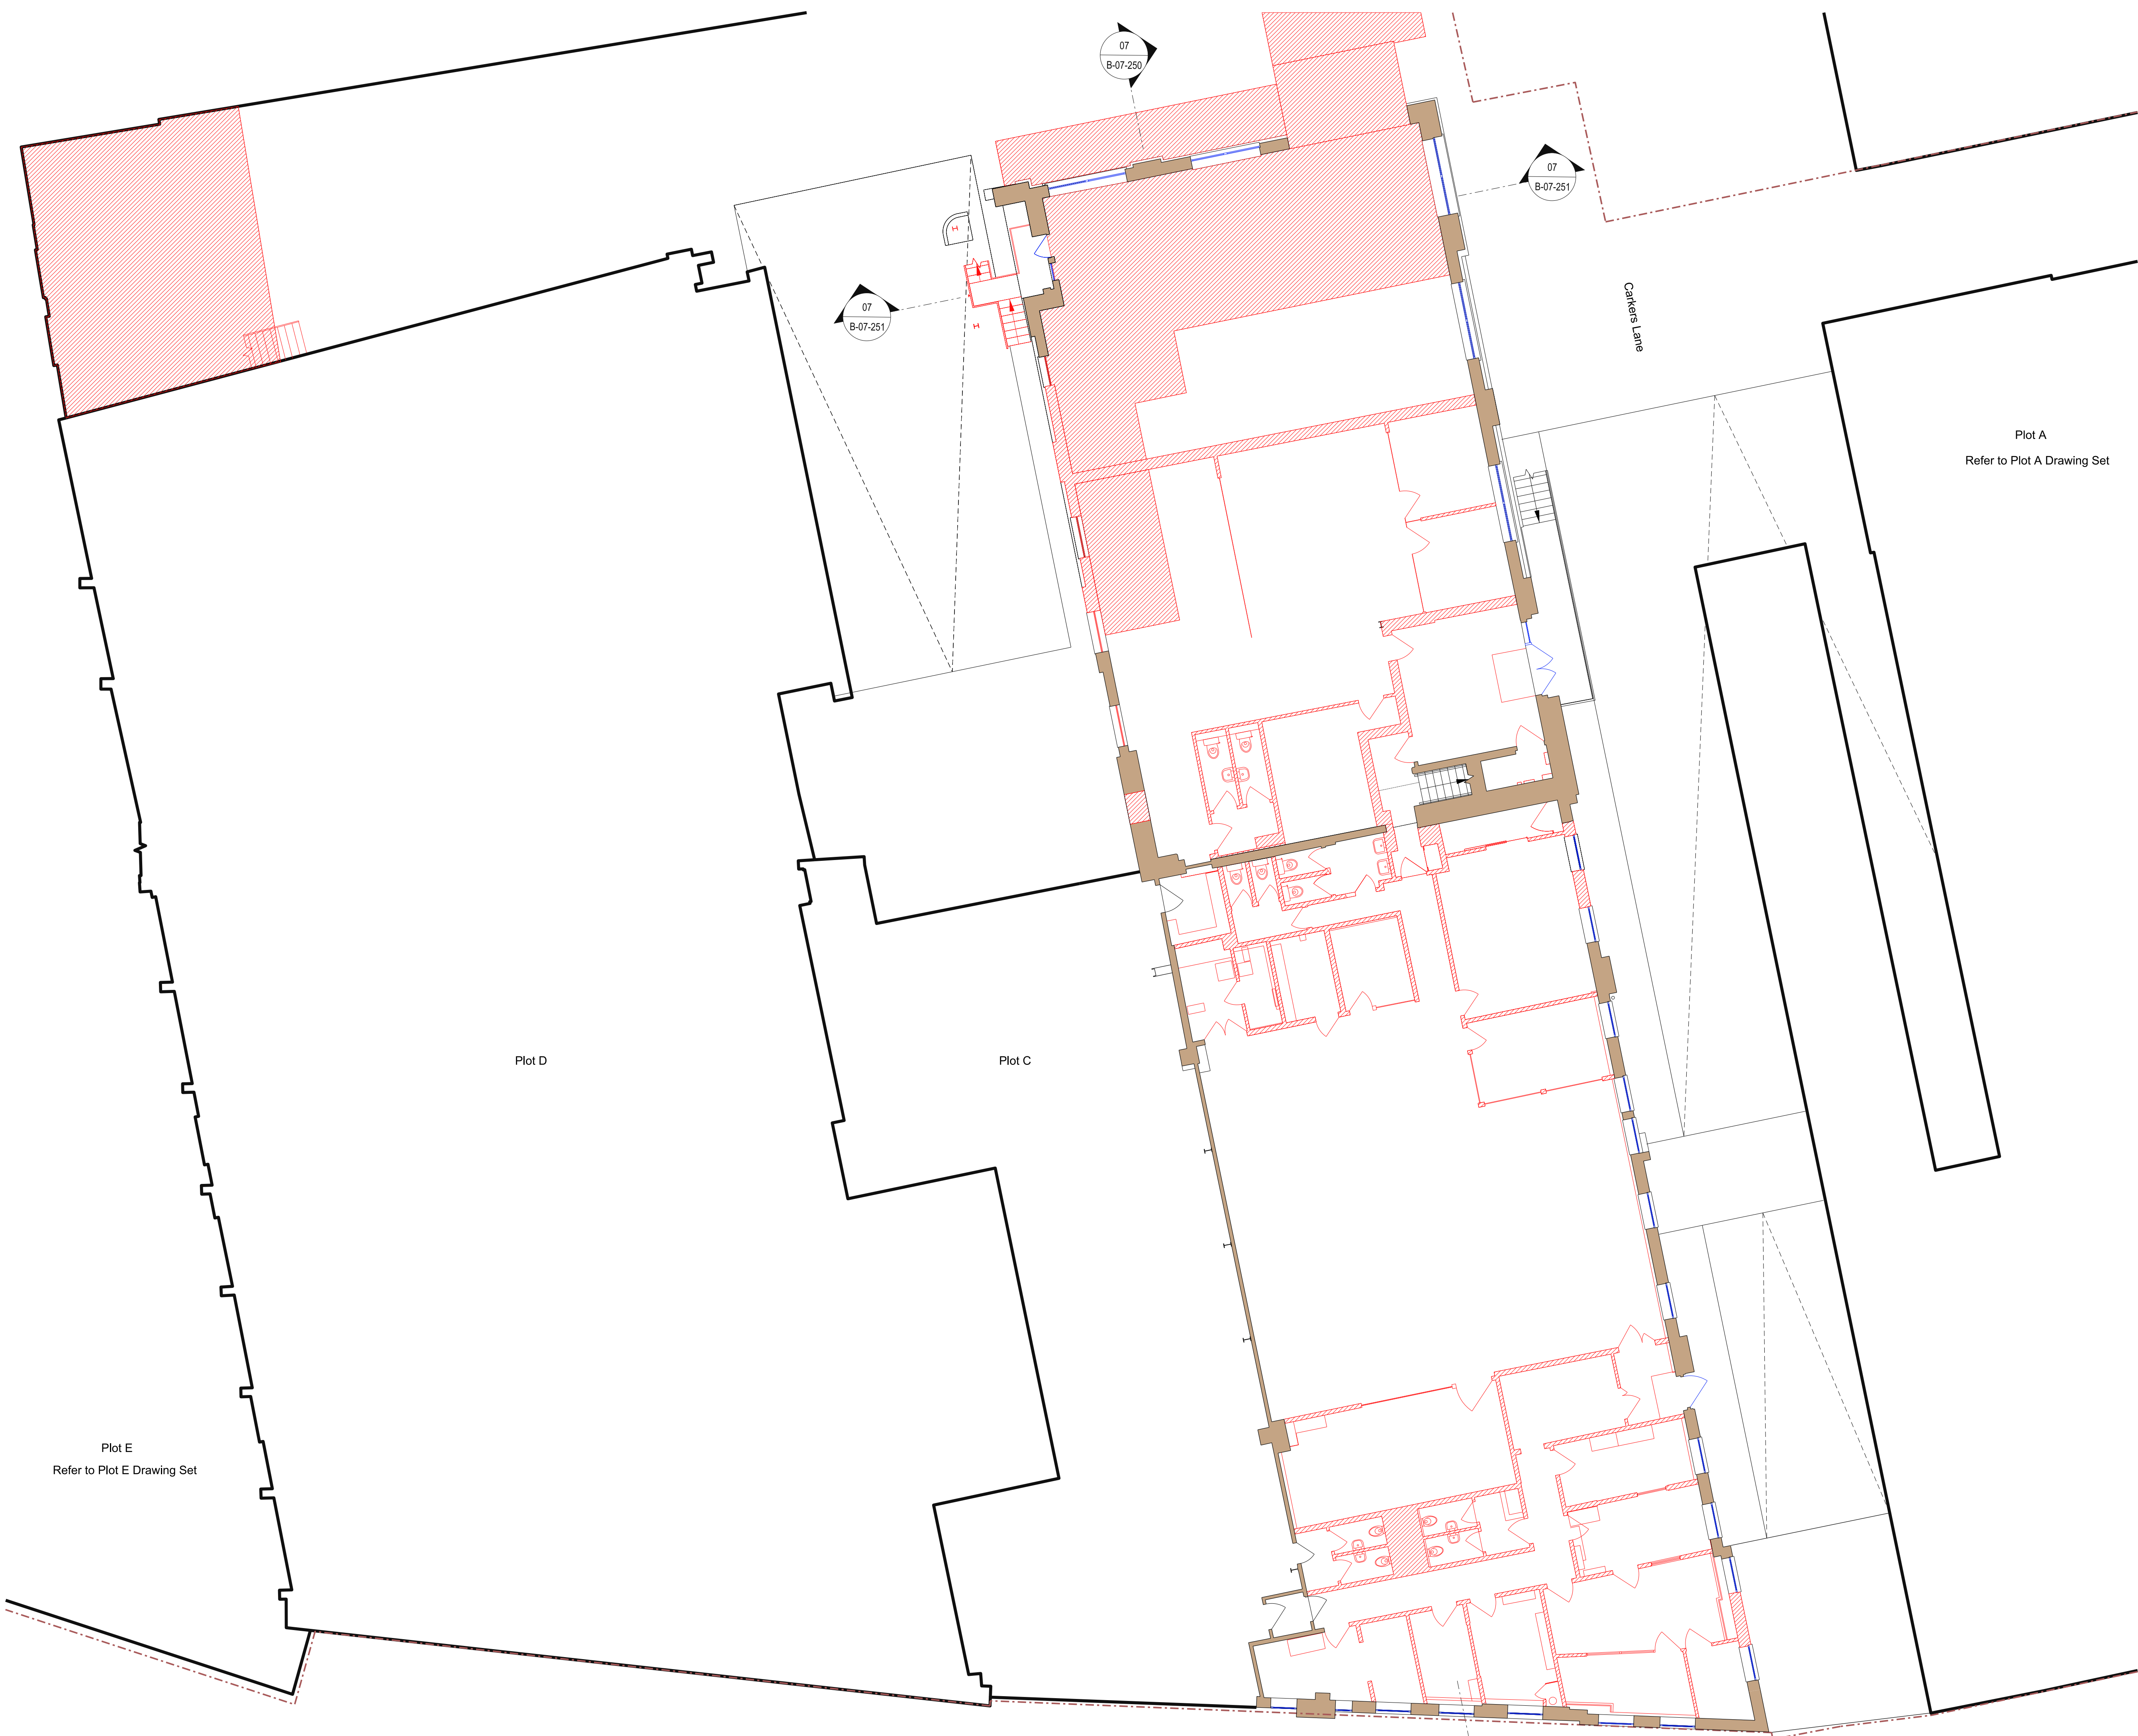 07
B-07-250
07
B-07-251
07
B-07-251
Carkers Lane
Plot A
Refer to Plot A Drawing Set
Plot D
Plot C
Plot E
Refer to Plot E Drawing Set